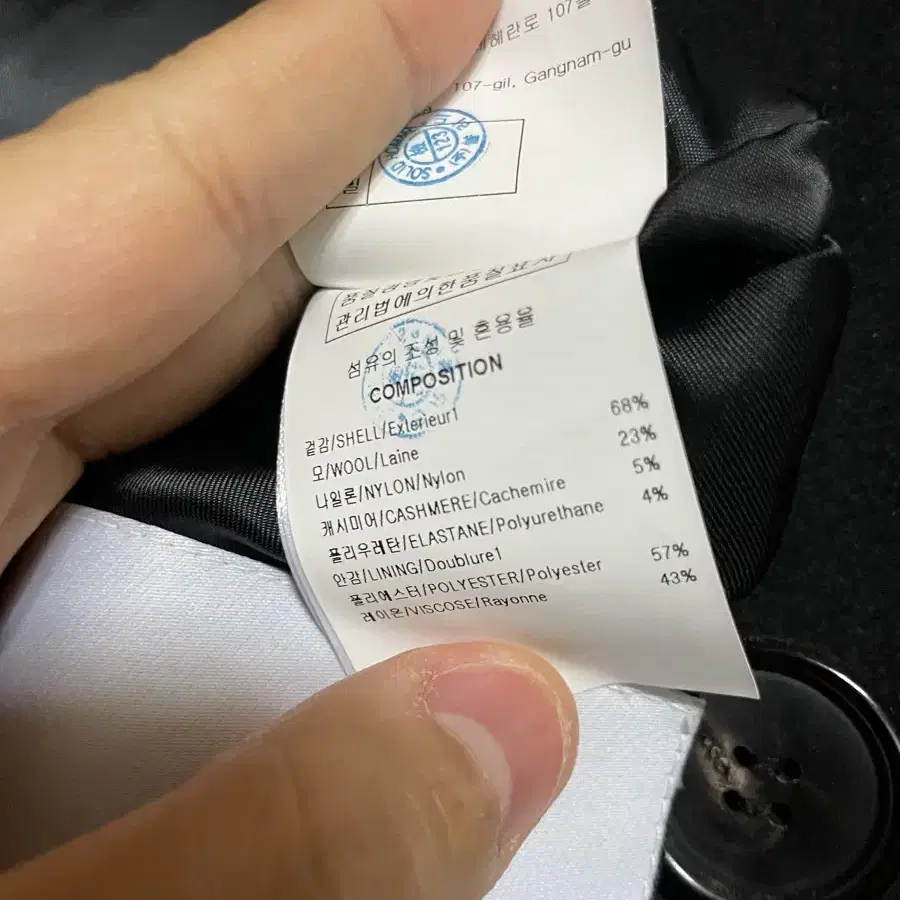 107
107-gil, Gangnam-gu
SOLID
123
관리법에의한품질표시
섬유의 조성 및 혼용율
COMPOSITION
겉감/SHELL/Exterieur1
모/WOOL/Laine 68%
나일론/NYLON/Nylon 23%
캐시미어/CASHMERE/Cachemire 5%
폴리우레탄/ELASTANE/Polyurethane 4%
안감/LINING/Doublure1
폴리에스터/POLYESTER/Polyester 57%
레이온/VISCOSE/Rayonne 43%